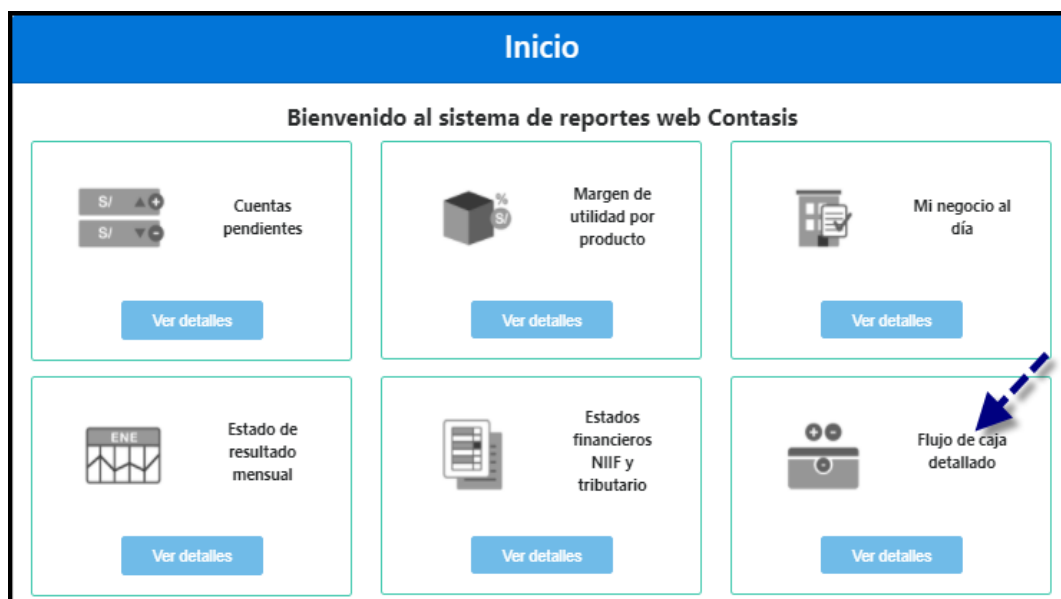 Inicio
Bienvenido al sistema de reportes web Contasis
S/
S/
Cuentas
pendientes
Ver detalles
%
S/
Margen de
utilidad por
producto
Ver detalles
Mi negocio al
día
Ver detalles
ENE
Estado de
resultado
mensual
Ver detalles
Estados
financieros
NIIF y
tributario
Ver detalles
Flujo de caja
detallado
Ver detalles